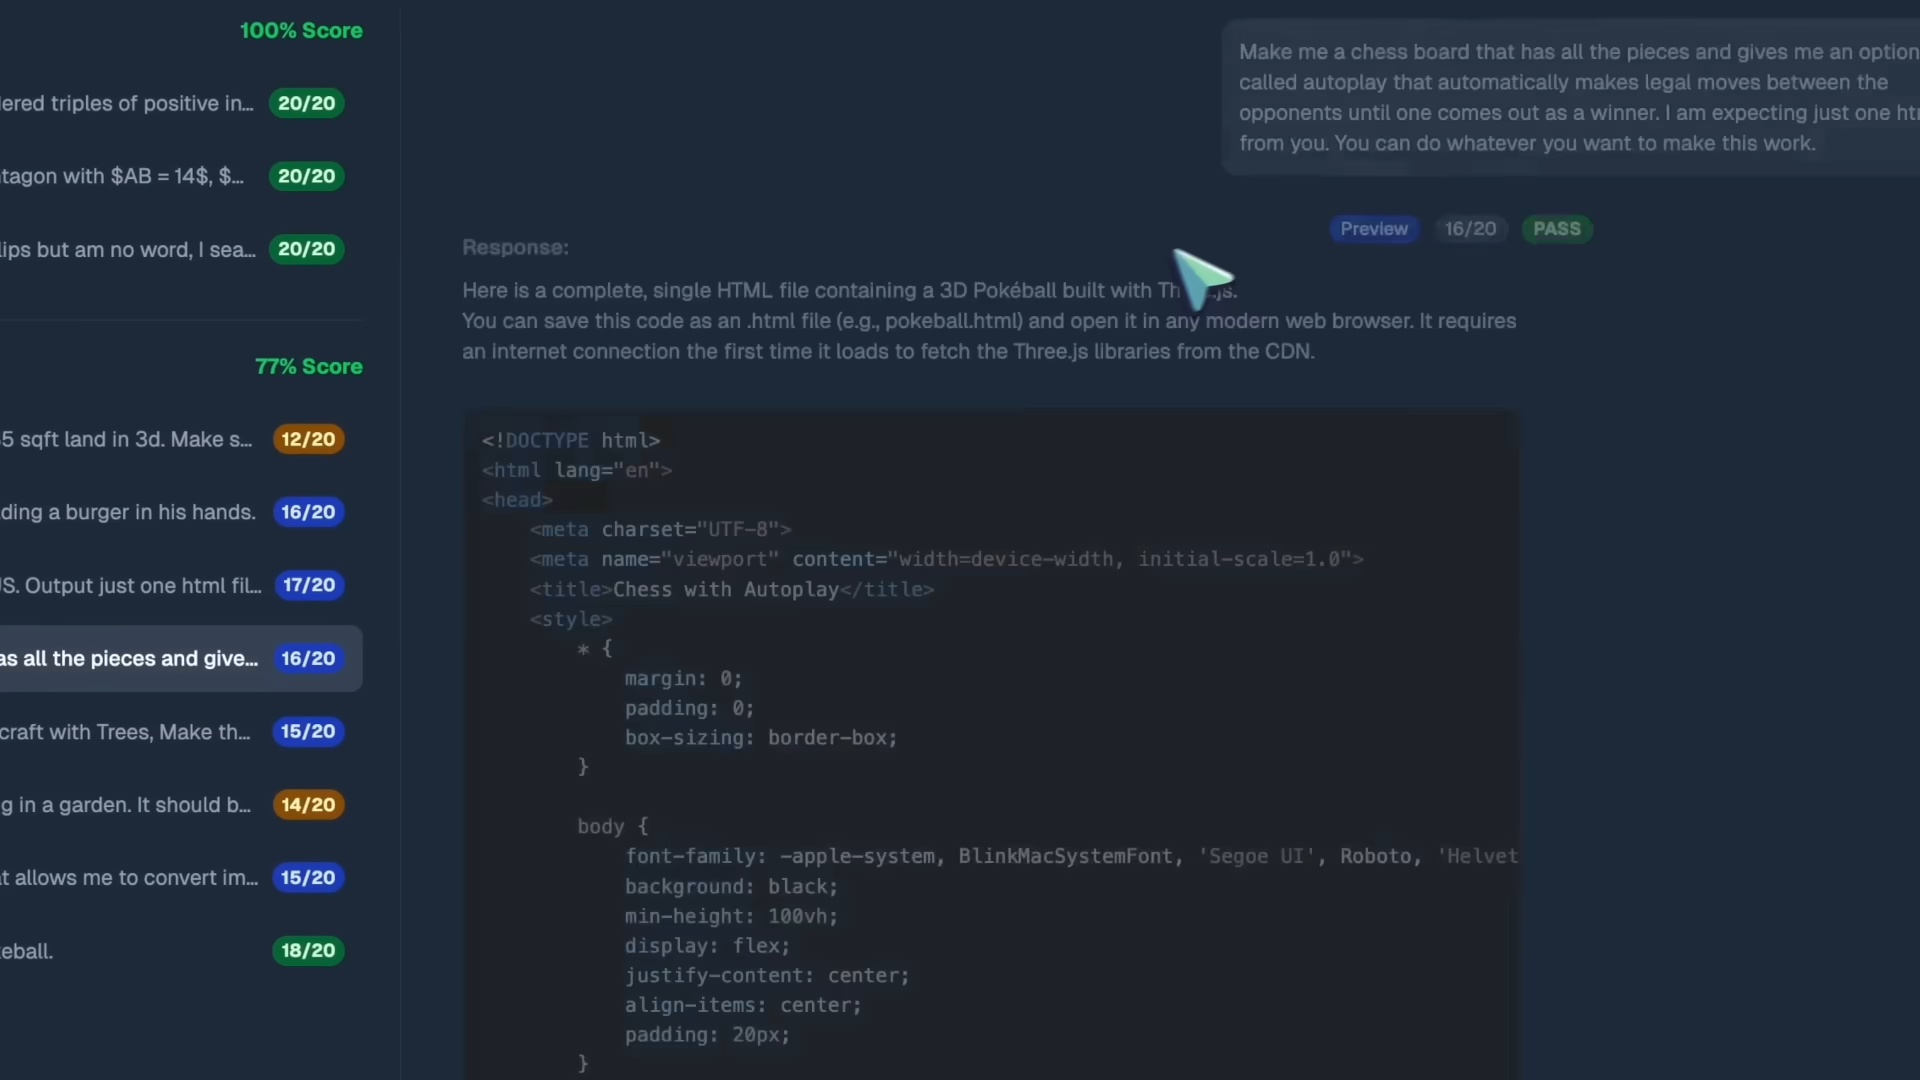 100% Score
dered triples of positive in... 20/20
tagon with $AB = 14$, $... 20/20
lips but am no word, I sea... 20/20
77% Score
5 sqft land in 3d. Make s... 12/20
ding a burger in his hands. 16/20
JS. Output just one html fil... 17/20
as all the pieces and give... 16/20
craft with Trees, Make th... 15/20
g in a garden. It should b... 14/20
at allows me to convert im... 15/20
eball. 18/20
Make me a chess board that has all the pieces and gives me an option
called autoplay that automatically makes legal moves between the
opponents until one comes out as a winner. I am expecting just one ht
from you. You can do whatever you want to make this work.
Preview 16/20 PASS
Response:
Here is a complete, single HTML file containing a 3D Pokéball built with Th .js.
You can save this code as an .html file (e.g., pokeball.html) and open it in any modern web browser. It requires
an internet connection the first time it loads to fetch the Three.js libraries from the CDN.
<!DOCTYPE html>
<html lang="en">
<head>
<meta charset="UTF-8">
<meta name="viewport" content="width=device-width, initial-scale=1.0">
<title>Chess with Autoplay</title>
<style>
* {
margin: 0;
padding: 0;
box-sizing: border-box;
}
body {
font-family: -apple-system, BlinkMacSystemFont, 'Segoe UI', Roboto, 'Helvet
background: black;
min-height: 100vh;
display: flex;
justify-content: center;
align-items: center;
padding: 20px;
}